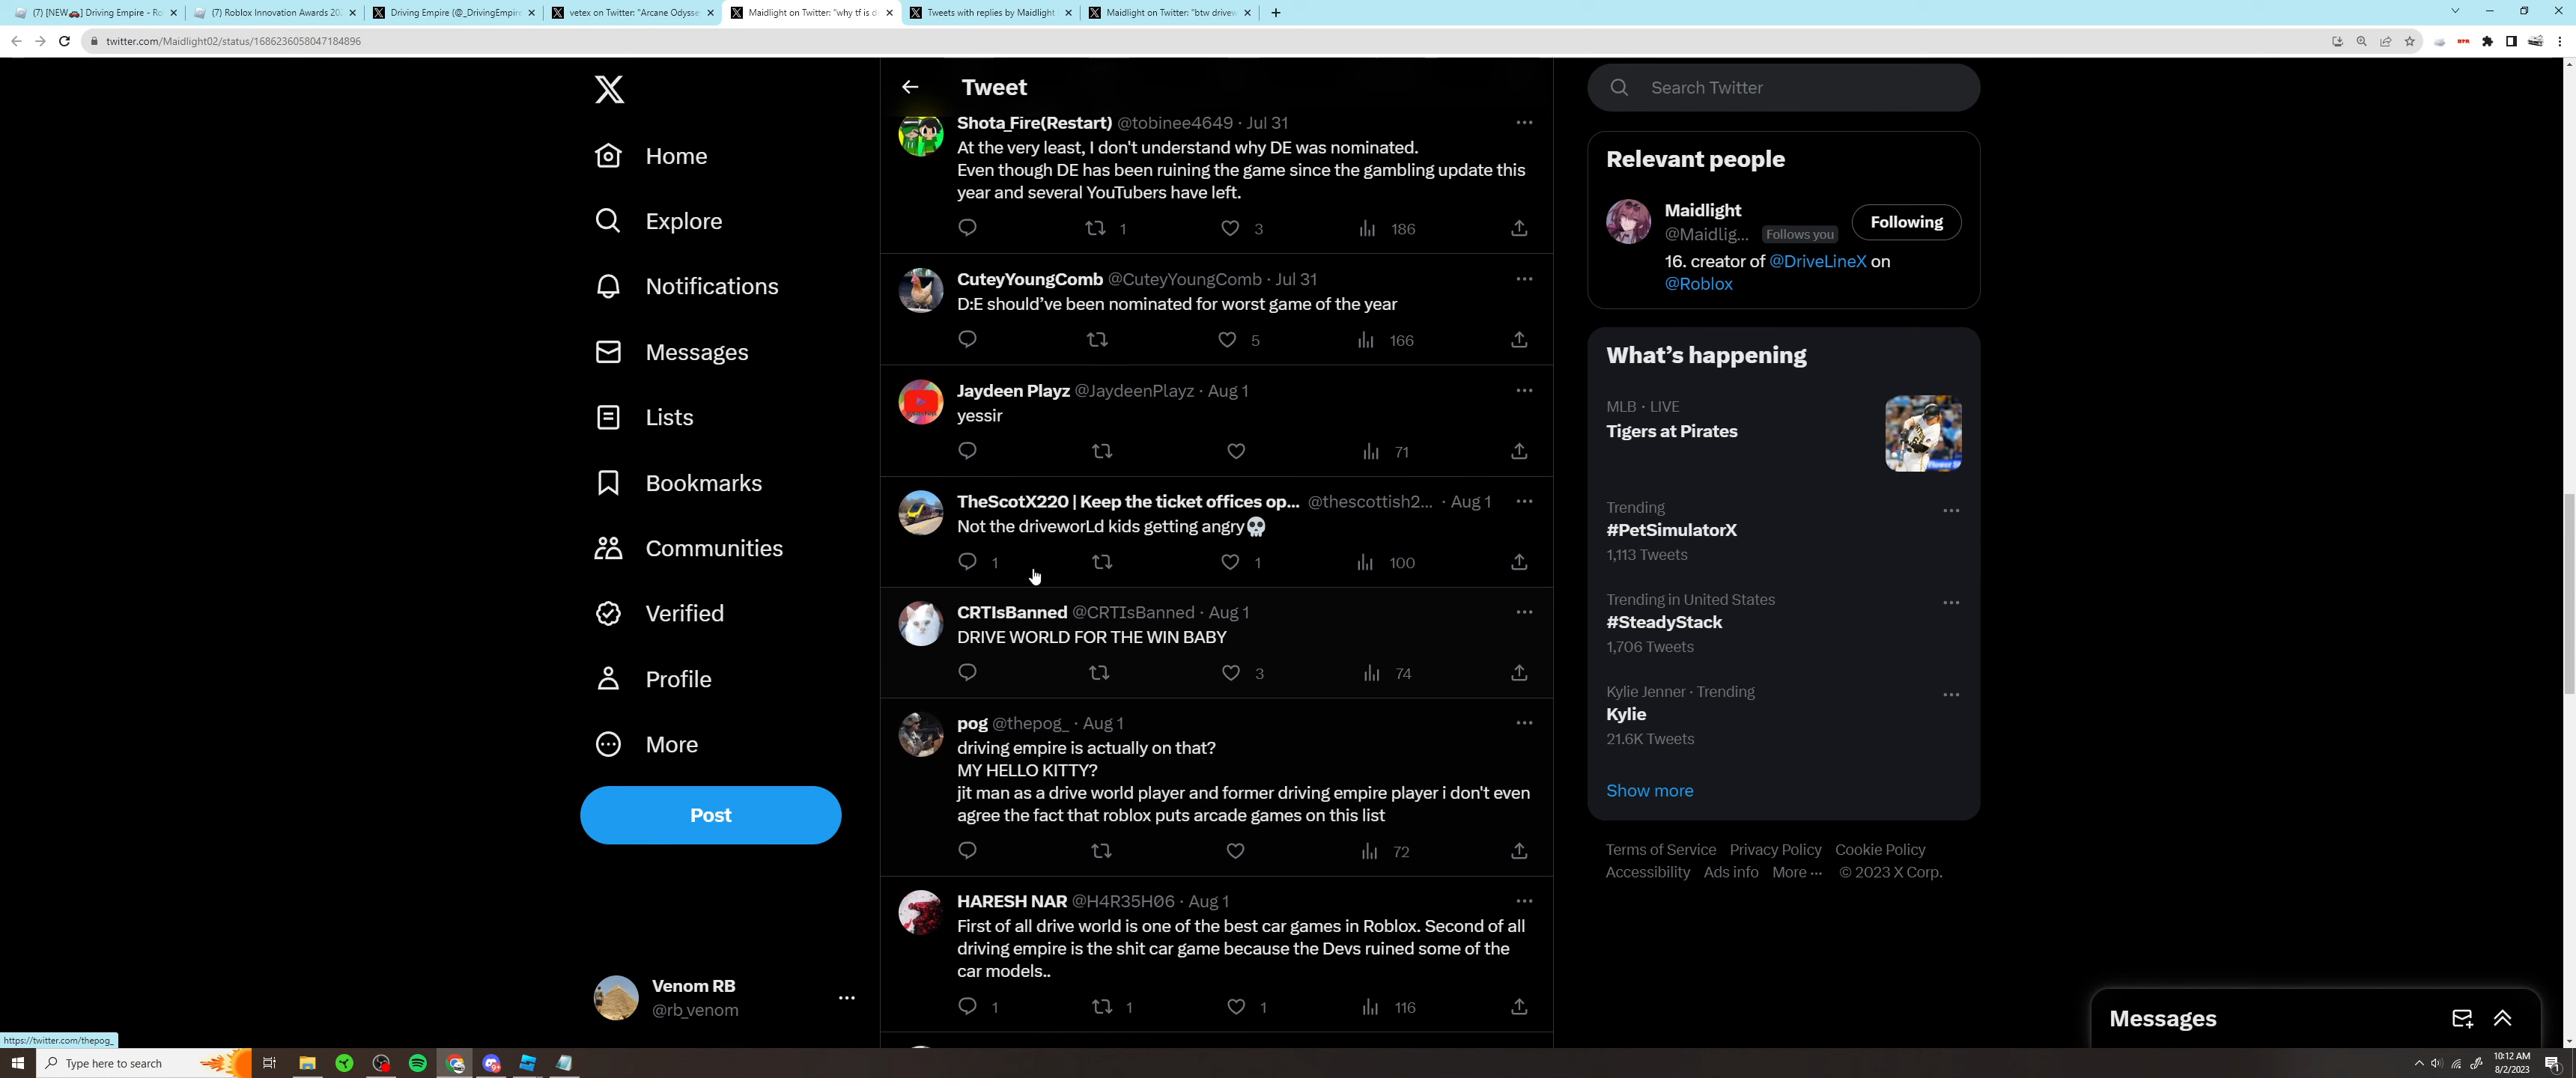 (7) [NEW🚗] Driving Empire - Ro
(7) Roblox Innovation Awards 202
Driving Empire (@_DrivingEmpire
vetex on Twitter: "Arcane Odysse
Maidlight on Twitter: "why tf is d
Tweets with replies by Maidlight
Maidlight on Twitter: "btw drivew
twitter.com/Maidlight02/status/1686236058047184896
Home
Explore
Notifications
Messages
Lists
Bookmarks
Communities
Verified
Profile
More
Post
Venom RB
@rb_venom
https://twitter.com/thepog_
Tweet
Shota_Fire(Restart) @tobinee4649 · Jul 31
At the very least, I don't understand why DE was nominated.
Even though DE has been ruining the game since the gambling update this
year and several YouTubers have left.
1 3 186
CuteyYoungComb @CuteyYoungComb · Jul 31
D:E should've been nominated for worst game of the year
5 166
Jaydeen Playz @JaydeenPlayz · Aug 1
yessir
71
TheScotX220 | Keep the ticket offices op... @thescottish2... · Aug 1
Not the driveworLd kids getting angry💀
1 1 100
CRTIsBanned @CRTIsBanned · Aug 1
DRIVE WORLD FOR THE WIN BABY
3 74
pog @thepog_ · Aug 1
driving empire is actually on that?
MY HELLO KITTY?
jit man as a drive world player and former driving empire player i don't even
agree the fact that roblox puts arcade games on this list
72
HARESH NAR @H4R35H06 · Aug 1
First of all drive world is one of the best car games in Roblox. Second of all
driving empire is the shit car game because the Devs ruined some of the
car models..
1 1 1 116
Search Twitter
Relevant people
Maidlight
@Maidlig... Follows you
Following
16. creator of @DriveLineX on
@Roblox
What's happening
MLB · LIVE
Tigers at Pirates
Trending
#PetSimulatorX
1,113 Tweets
Trending in United States
#SteadyStack
1,706 Tweets
Kylie Jenner · Trending
Kylie
21.6K Tweets
Show more
Terms of Service Privacy Policy Cookie Policy
Accessibility Ads info More ··· © 2023 X Corp.
Messages
Type here to search
10:12 AM
8/2/2023